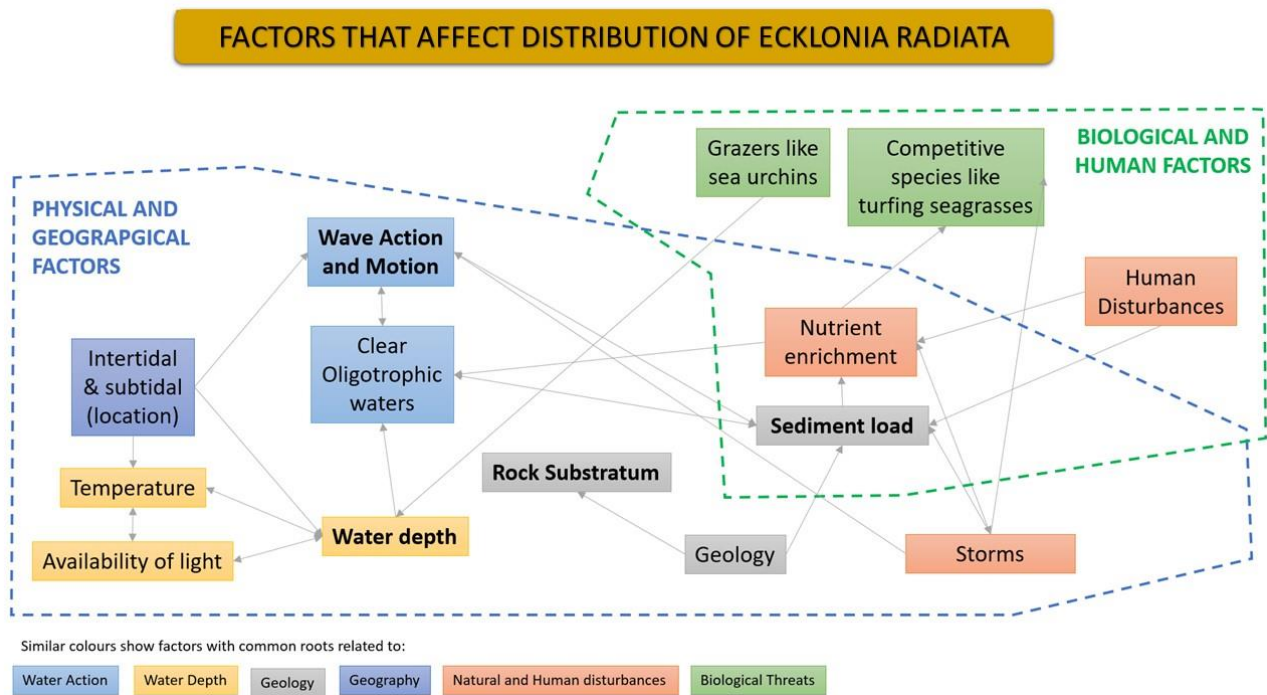 FACTORS THAT AFFECT DISTRIBUTION OF ECKLONIA RADIATA
BIOLOGICAL AND
HUMAN FACTORS
Grazers like
sea urchins
Competitive
species like
turfing seagrasses
PHYSICAL AND
GEOGRAPGICAL
FACTORS
Wave Action
and Motion
Human
Disturbances
Intertidal
& subtidal
(location)
Clear
Oligotrophic
waters
Nutrient
enrichment
Sediment load
Temperature
Rock Substratum
Availability of light
Water depth
Geology
Storms
Similar colours show factors with common roots related to:
Water Action
Water Depth
Geology
Geography
Natural and Human disturbances
Biological Threats